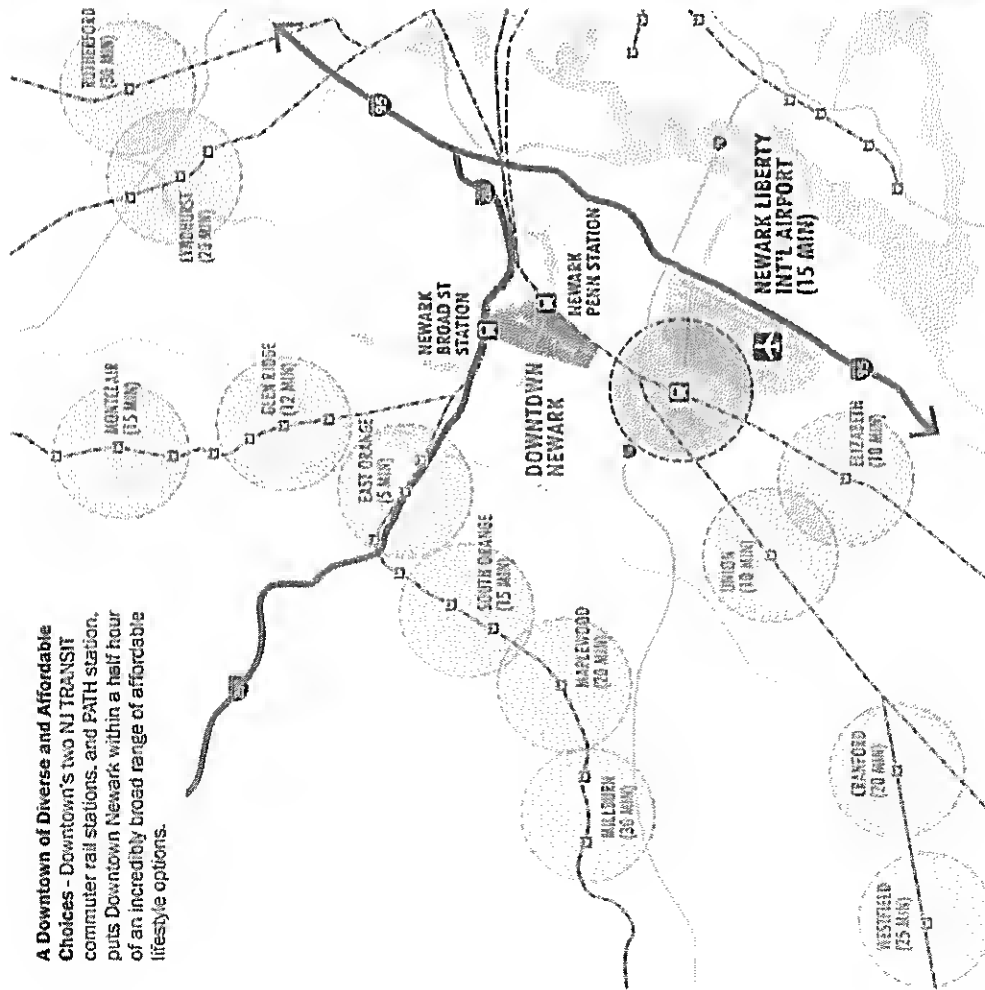 A Downtown of Diverse and Affordable
Choices - Downtown's two NJ TRANSIT
commuter rail stations, and PATH station,
puts Downtown Newark within a half hour
of an incredibly broad range of affordable
lifestyle options.
RUTHERFORD
(30 MIN)
LYNDHURST
MONTCLAIR
(15 MIN)
GLEN RIDGE
(12 MIN)
EAST ORANGE
(5 MIN)
SOUTH ORANGE
(15 MIN)
MAPLEWOOD
(20 MIN)
MILLBURN
(30 MIN)
NEWARK
BROAD ST
STATION
NEWARK
PENN STATION
DOWNTOWN
NEWARK
95
NEWARK LIBERTY
INT'L AIRPORT
(15 MIN)
95
ELIZABETH
(10 MIN)
UNION
(10 MIN)
CRANFORD
(20 MIN)
WESTFIELD
(25 MIN)